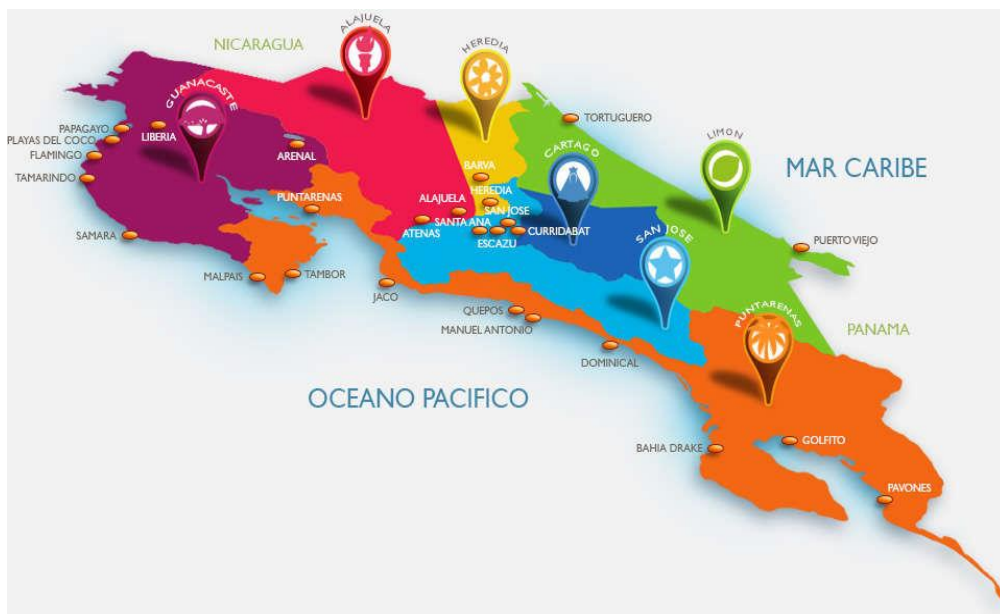 ALAJUELA
NICARAGUA
HEREDIA
GUANACASTE
PAPAGAYO
LIBERIA
PLAYAS DEL COCO
FLAMINGO
ARENAL
TAMARINDO
TORTUGUERO
CARTAGO
LIMON
MAR CARIBE
BARVA
HEREDIA
PUNTARENAS
ALAJUELA
SAN JOSE
SANTA ANA
ATENAS
ESCAZU
CURRIDABAT
SAMARA
SAN JOSE
PUERTO VIEJO
MALPAIS
TAMBOR
JACO
QUEPOS
MANUEL ANTONIO
PUNTARENAS
PANAMA
DOMINICAL
OCEANO PACIFICO
BAHIA DRAKE
GOLFITO
PAVONES